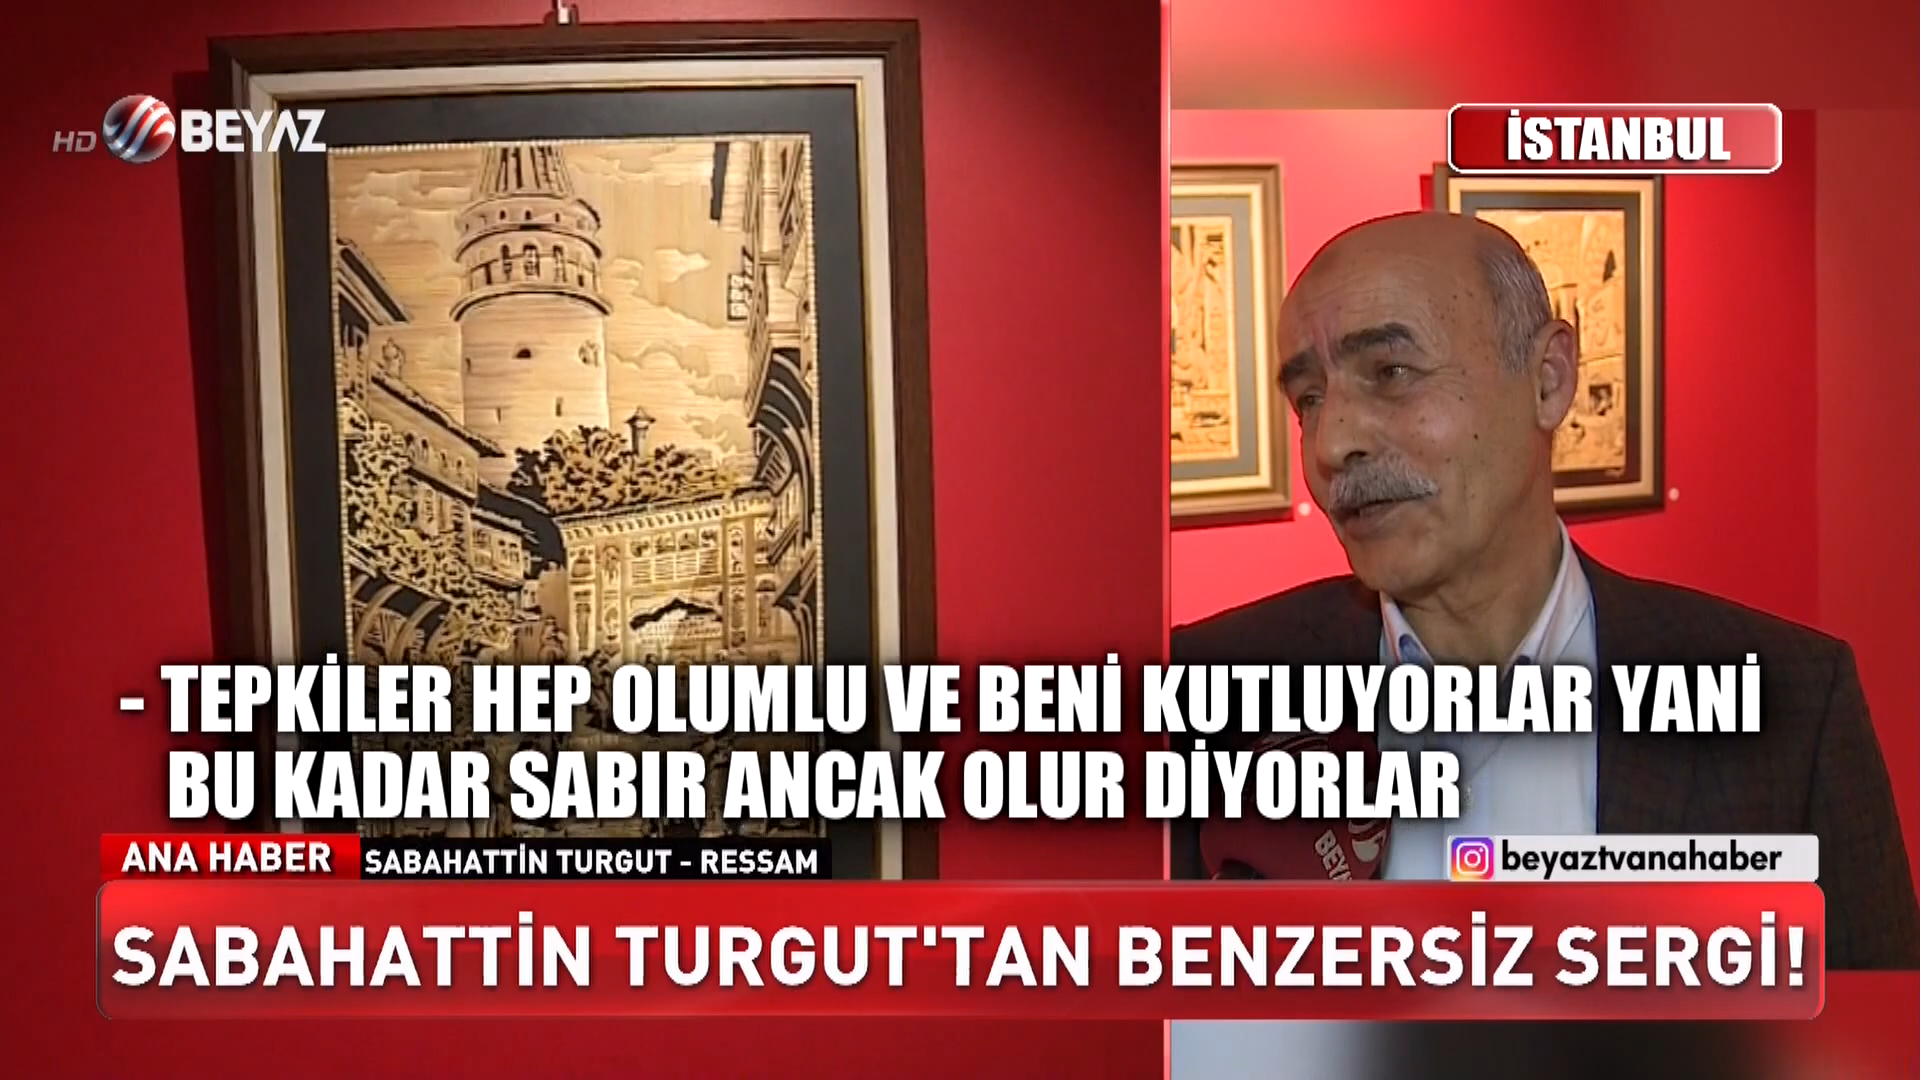 HD BEYAZ
İSTANBUL
- TEPKİLER HEP OLUMLU VE BENİ KUTLUYORLAR YANİ
BU KADAR SABIR ANCAK OLUR DİYORLAR
ANA HABER
SABAHATTİN TURGUT - RESSAM
beyaztvanahaber
SABAHATTİN TURGUT'TAN BENZERSİZ SERGİ!